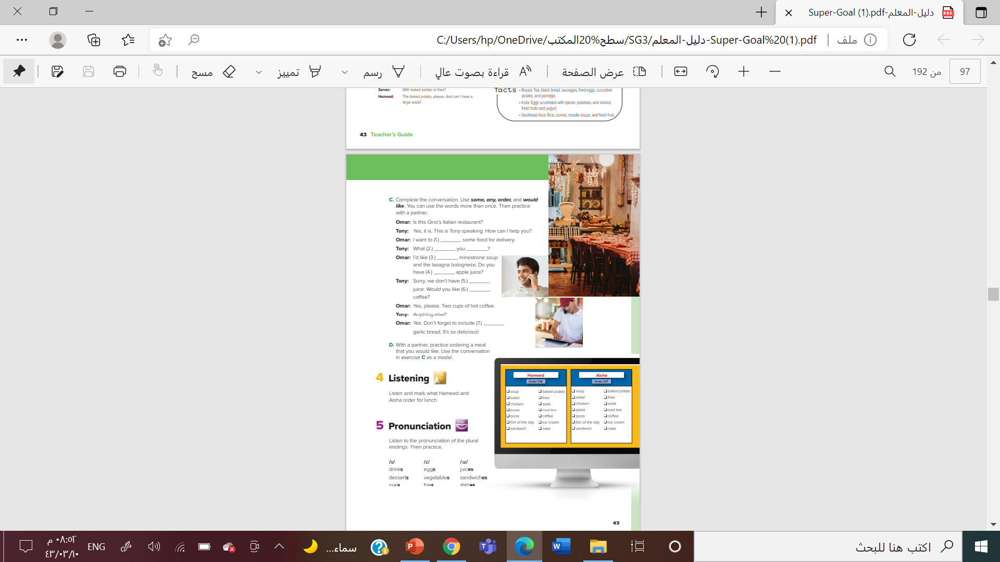 دليل-المعلم-Super-Goal (1).pdf
ملف
C:/Users/hp/OneDrive/سطح%20المكتب/SG3/دليل-المعلم-Super-Goal%20(1).pdf
97
من 192
عرض الصفحة
قراءة بصوت عالٍ
رسم
تمييز
مسح
Server: With baked potato or fries?
Hameed: The baked potato, please. And can I have a
large soda?
facts
• Russia: Tea, black bread, sausages, fried eggs, cucumber
pickles, and porridge.
• India: Eggs scrambled with spices, potatoes, and onions;
fresh fruits and yogurt.
• Southeast Asia: Rice, curries, noodle soups, and fresh fruit.
43 Teacher's Guide
C. Complete the conversation. Use some, any, order, and would
like. You can use the words more than once. Then practice
with a partner.
Omar: Is this Gino's Italian restaurant?
Tony: Yes, it is. This is Tony speaking. How can I help you?
Omar: I want to (1.) _______ some food for delivery.
Tony: What (2.) _______ you _______?
Omar: I'd like (3.) _______ minestrone soup
and the lasagna bolognese. Do you
have (4.) _______ apple juice?
Tony: Sorry, we don't have (5.) _______
juice. Would you like (6.) _______
coffee?
Omar: Yes, please. Two cups of hot coffee.
Tony: Anything else?
Omar: Yes. Don't forget to include (7.) _______
garlic bread. It's so delicious!
D. With a partner, practice ordering a meal
that you would like. Use the conversation
in exercise C as a model.
4 Listening
Listen and mark what Hameed and
Aisha order for lunch.
Hameed
Order 316
soup baked potato
salad fries
chicken soda
pasta iced tea
pizza coffee
fish of the day ice cream
sandwich cake
Aisha
Order 317
soup baked potato
salad fries
chicken soda
pasta iced tea
pizza coffee
fish of the day ice cream
sandwich cake
5 Pronunciation
Listen to the pronunciation of the plural
endings. Then practice.
/s/ /z/ /əz/
drinks eggs juices
desserts vegetables sandwiches
cups fries dishes
43
اكتب هنا للبحث
سماء...
ENG
٠٨:٥٢ م
٤٣/٠٣/١٠